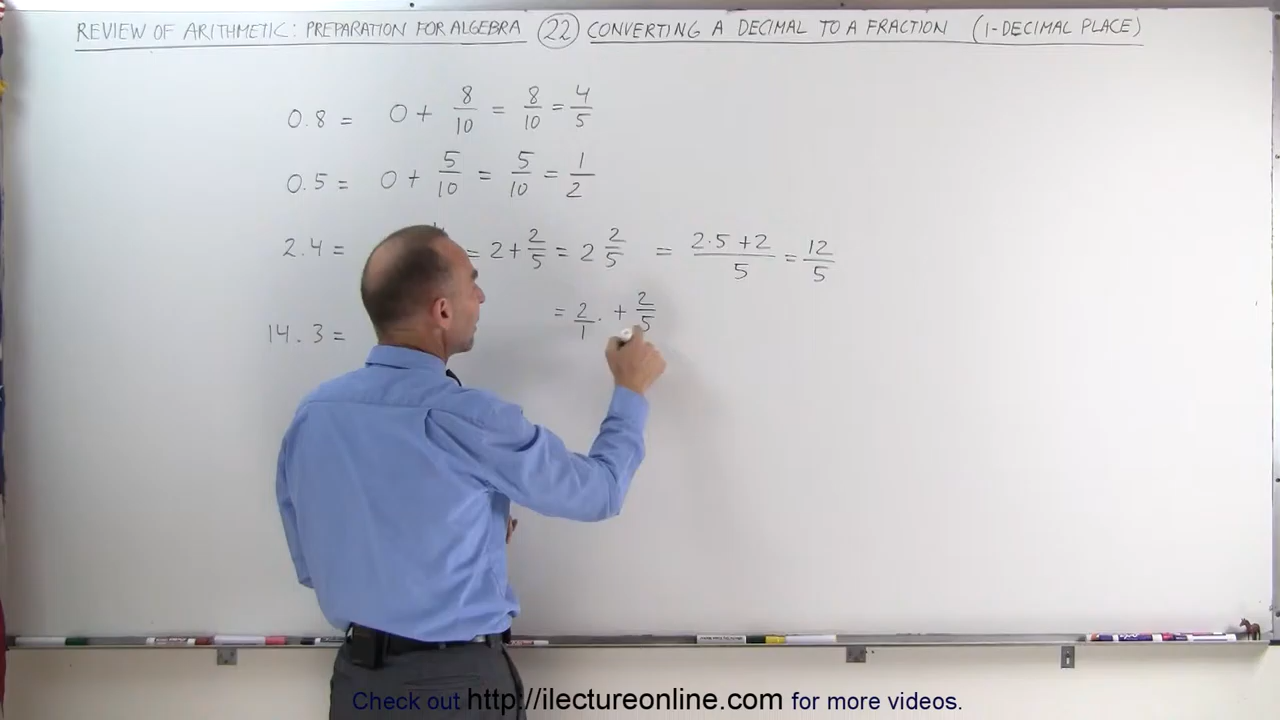 REVIEW OF ARITHMETIC: PREPARATION FOR ALGEBRA (22) CONVERTING A DECIMAL TO A FRACTION (1-DECIMAL PLACE)
0.8 = 0 + 8/10 = 8/10 = 4/5
0.5 = 0 + 5/10 = 5/10 = 1/2
2.4 = = 2 + 2/5 = 2 2/5 = 2·5 + 2/5 = 12/5
= 2/1 · + 2/5
14.3 =
Check out http://ilectureonline.com for more videos.